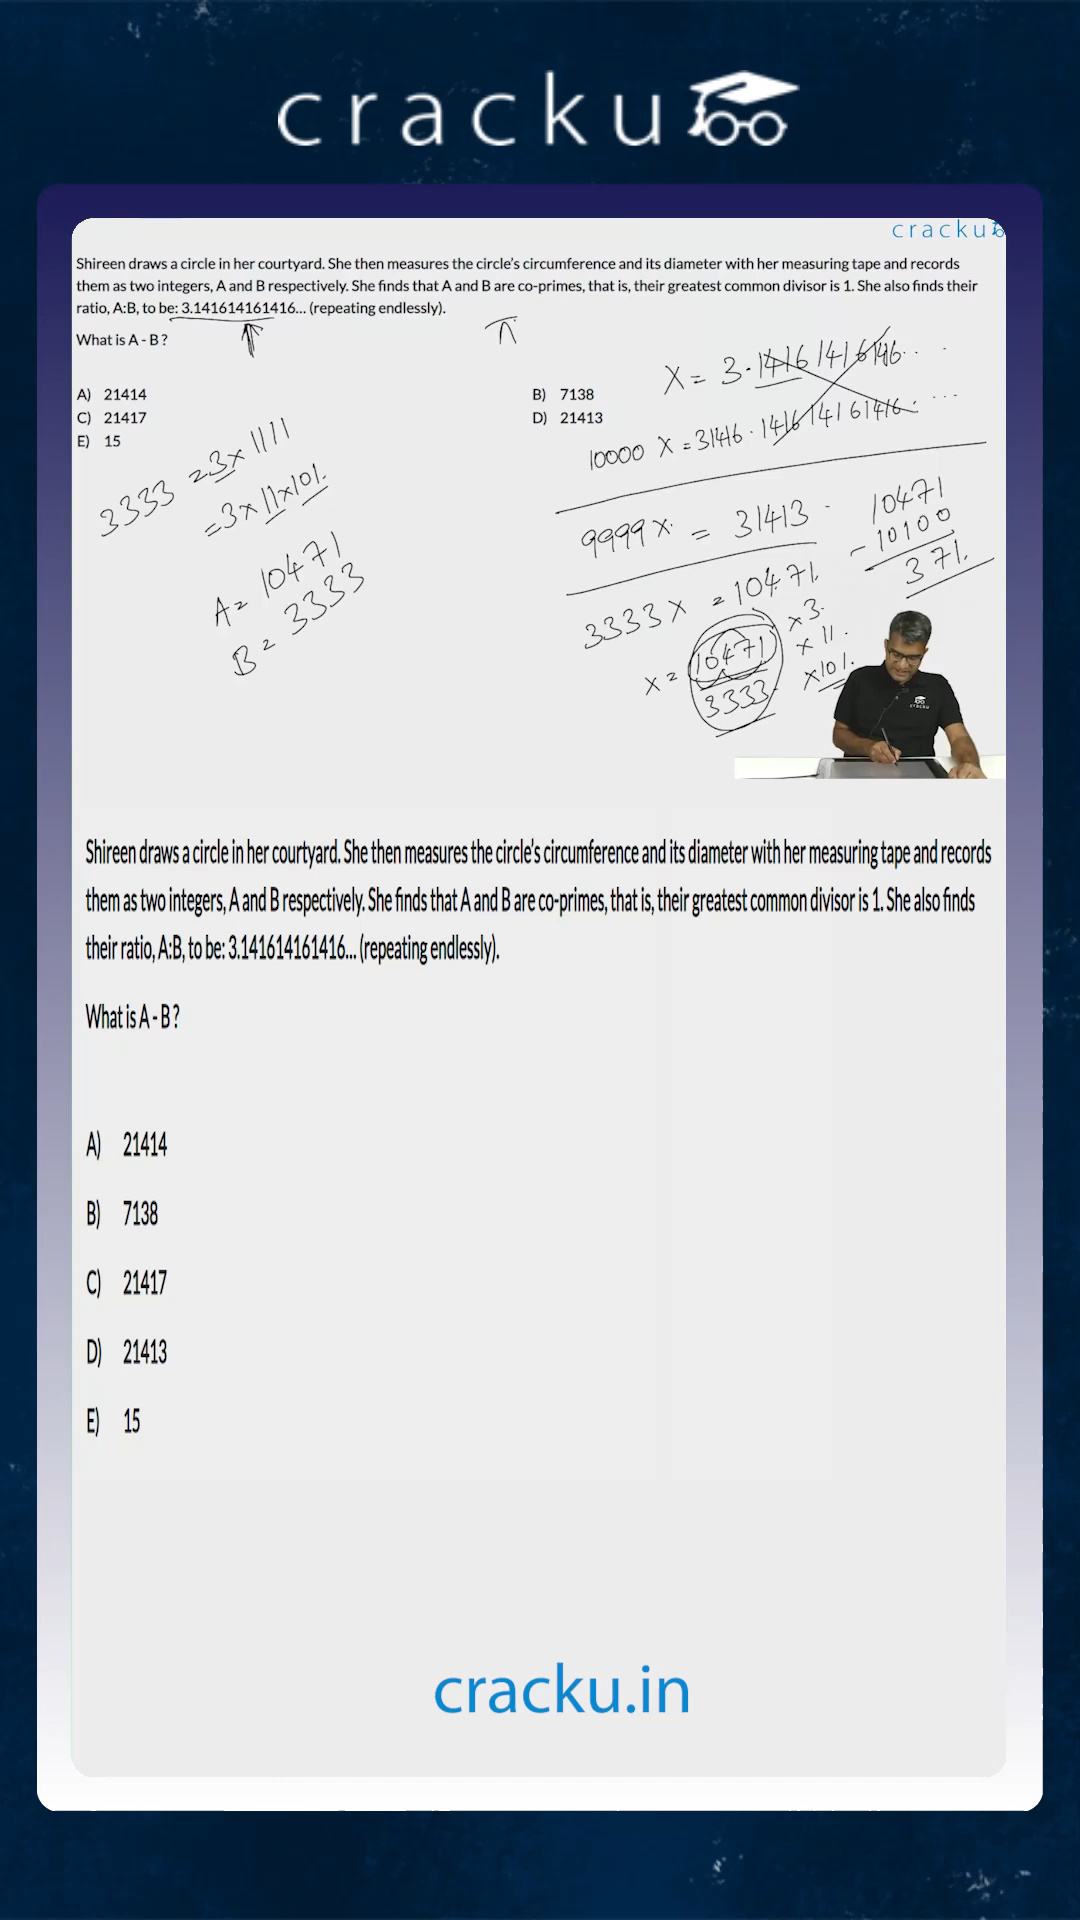 cracku
cracku
Shireen draws a circle in her courtyard. She then measures the circle's circumference and its diameter with her measuring tape and records
them as two integers, A and B respectively. She finds that A and B are co-primes, that is, their greatest common divisor is 1. She also finds their
ratio, A:B, to be: 3.141614161416... (repeating endlessly).
What is A - B ?
π
A) 21414
B) 7138
C) 21417
D) 21413
E) 15
3333 = 3 x 1111
= 3 x 11 x 101.
A = 10471
B = 3333
X = 3.1416 1416 1416 ...
10000 X = 31416.1416 1416 1416 ...
9999 X = 31413
3333 X = 10471
X = 10471
3333
x 3
x 11
x 101
10471
- 10100
371
cracku
Shireen draws a circle in her courtyard. She then measures the circle's circumference and its diameter with her measuring tape and records
them as two integers, A and B respectively. She finds that A and B are co-primes, that is, their greatest common divisor is 1. She also finds
their ratio, A:B, to be: 3.141614161416... (repeating endlessly).
What is A - B ?
A) 21414
B) 7138
C) 21417
D) 21413
E) 15
cracku.in